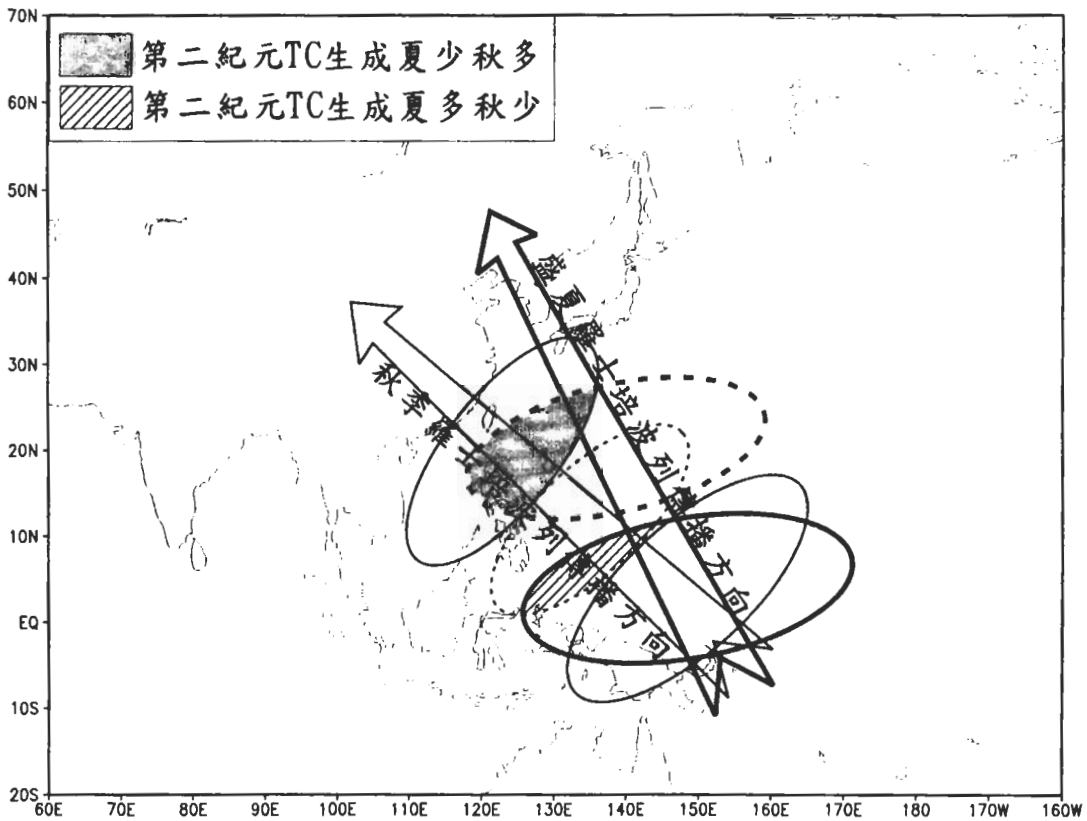 70N
第二紀元TC生成夏少秋多
第二紀元TC生成夏多秋少
60N
50N
40N
30N
20N
10N
EQ
10S
20S
盛夏羅士培波列傳播方向
秋季羅士培波列傳播方向
60E 70E 80E 90E 100E 110E 120E 130E 140E 150E 160E 170E 180 170W 160W